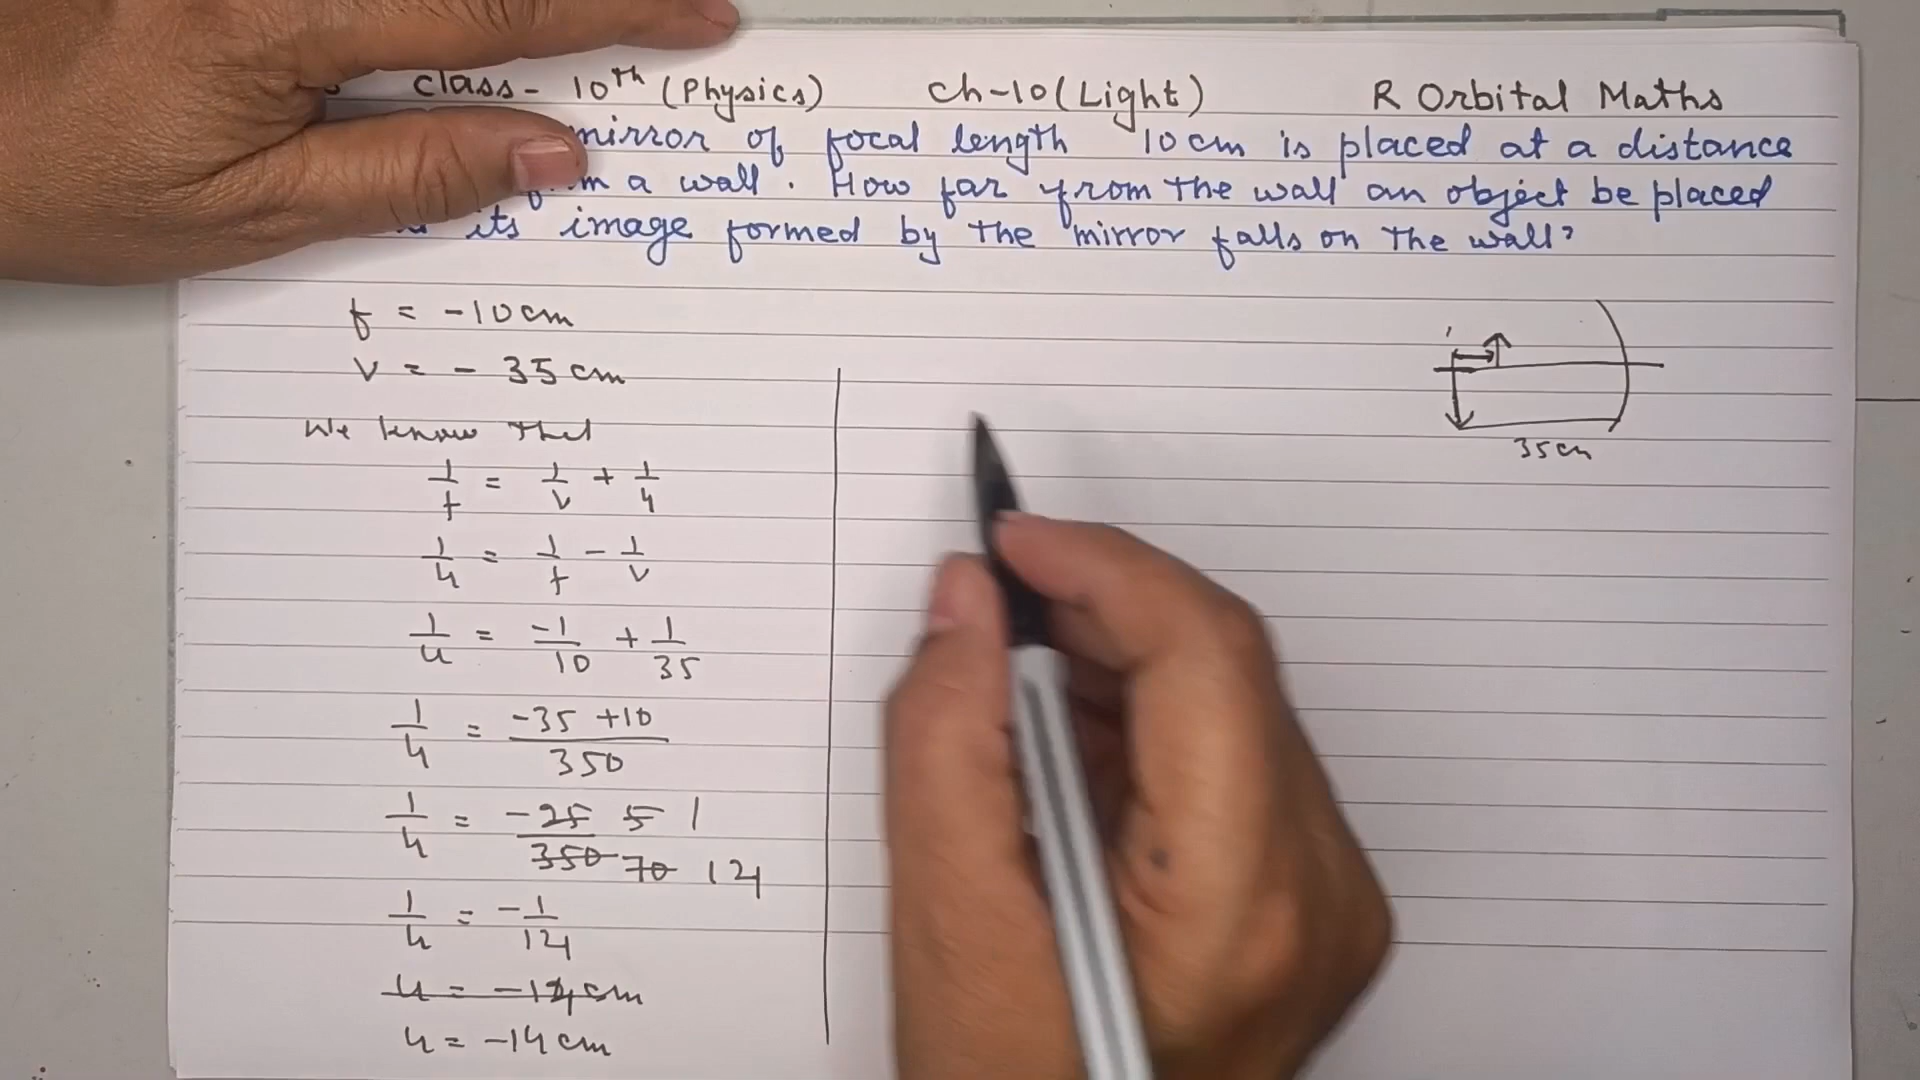 class- 10th (Physics) ch-10 (Light) R Orbital Maths
mirror of focal length 10 cm is placed at a distance
a wall. How far from the wall an object be placed
its image formed by the mirror falls on the wall?
f = -10 cm
v = - 35 cm
We know that
1/f = 1/v + 1/u
1/u = 1/f - 1/v
1/u = -1/10 + 1/35
1/u = -35 +10/350
1/u = -25/350 5/70 1/14
1/u = -1/14
u = -14 cm
u = -14 cm
35 cm